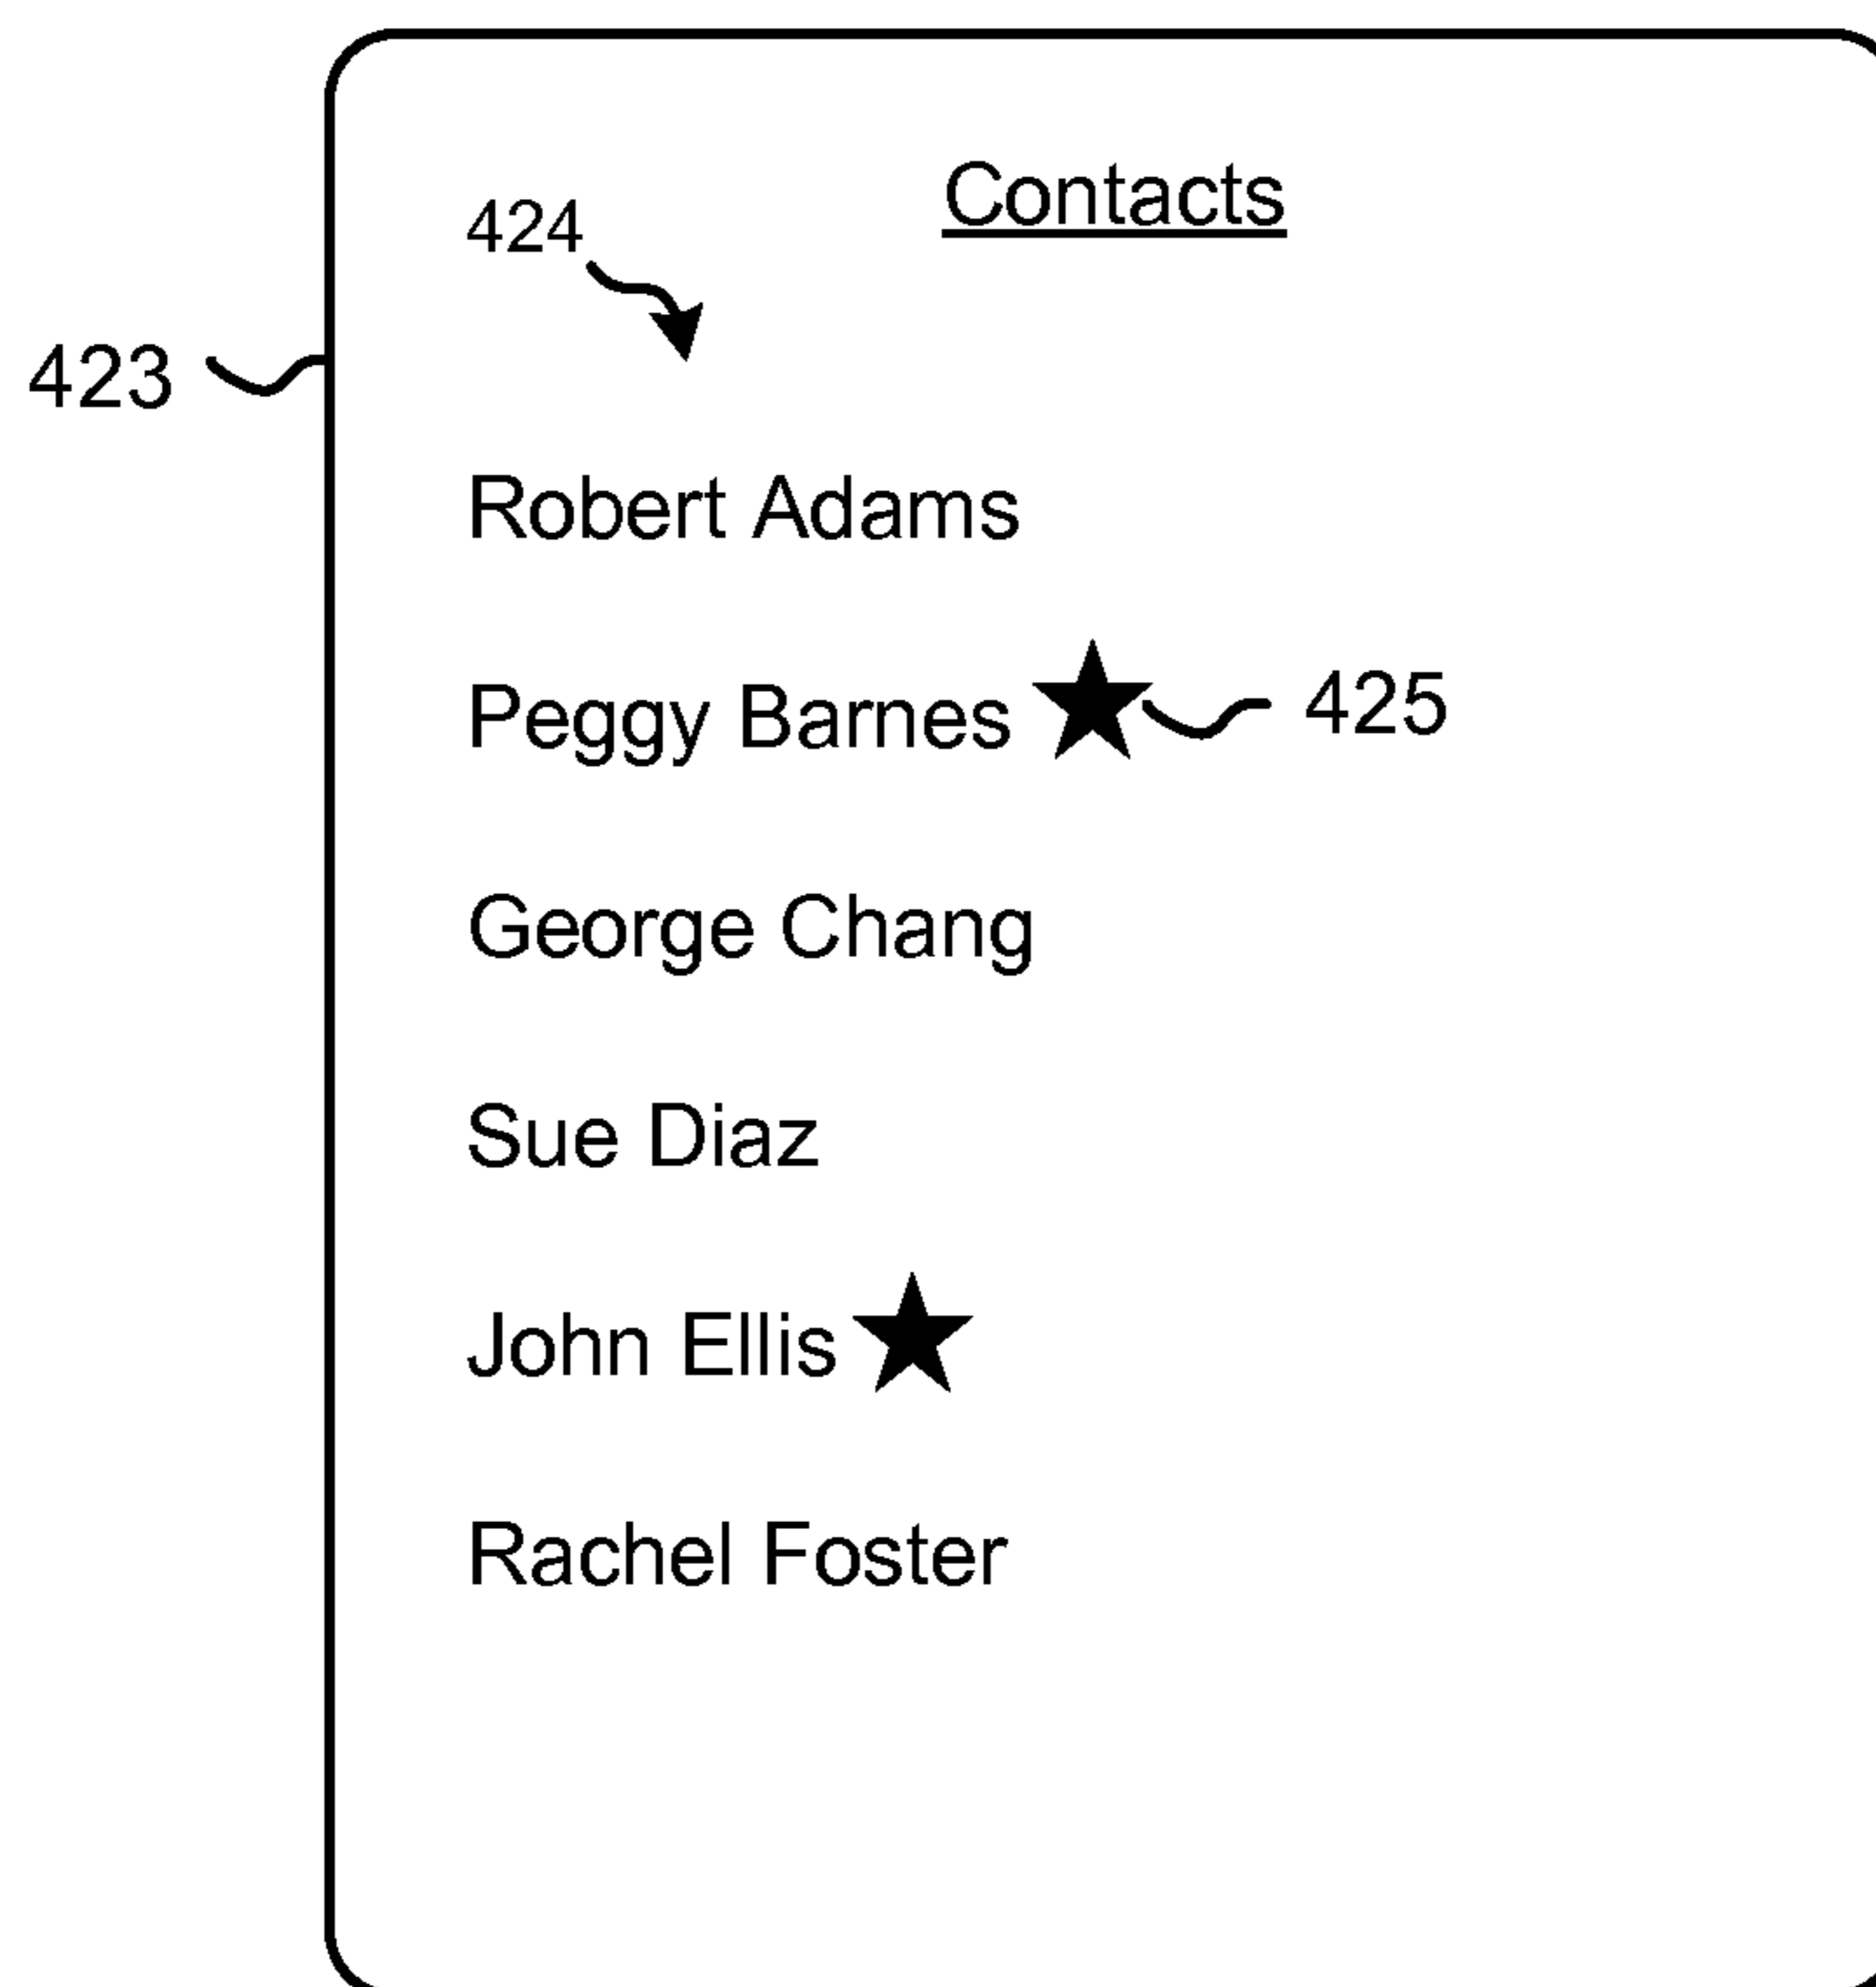 Contacts
424
423
Robert Adams
Peggy Barnes
425
George Chang
Sue Diaz
John Ellis
Rachel Foster